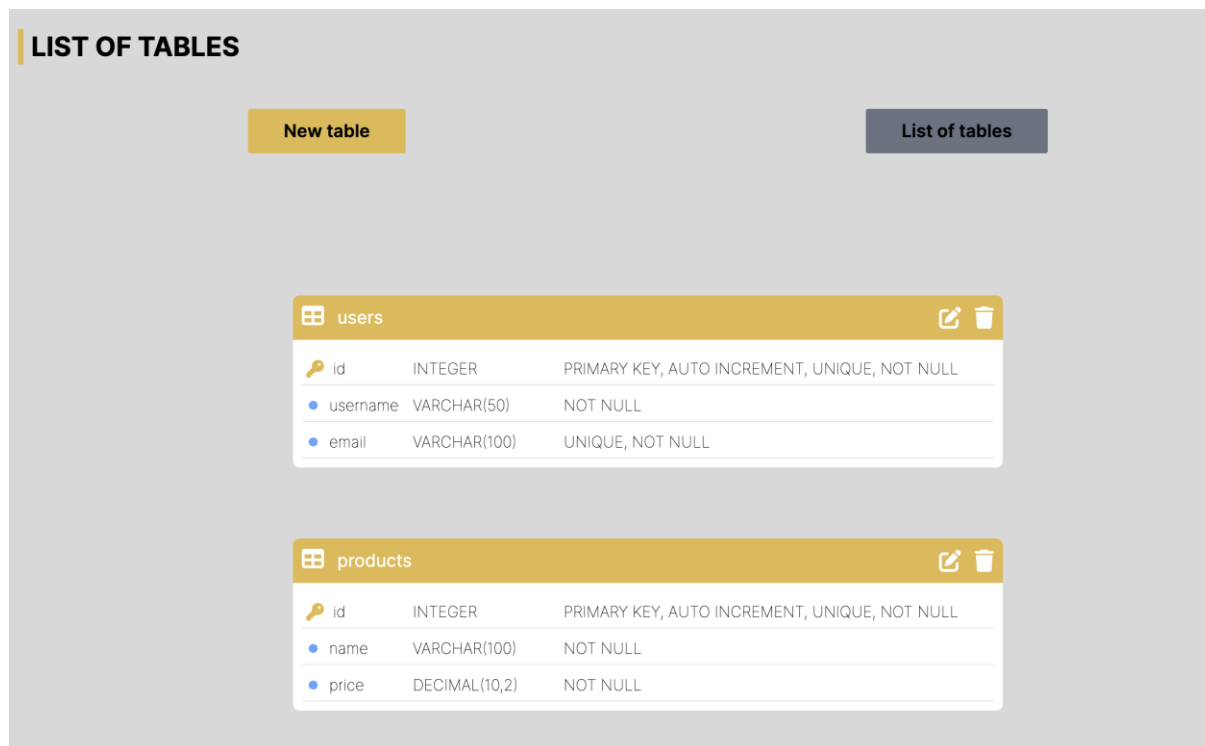 LIST OF TABLES
New table List of tables
users
id INTEGER PRIMARY KEY, AUTO INCREMENT, UNIQUE, NOT NULL
username VARCHAR(50) NOT NULL
email VARCHAR(100) UNIQUE, NOT NULL
products
id INTEGER PRIMARY KEY, AUTO INCREMENT, UNIQUE, NOT NULL
name VARCHAR(100) NOT NULL
price DECIMAL(10,2) NOT NULL